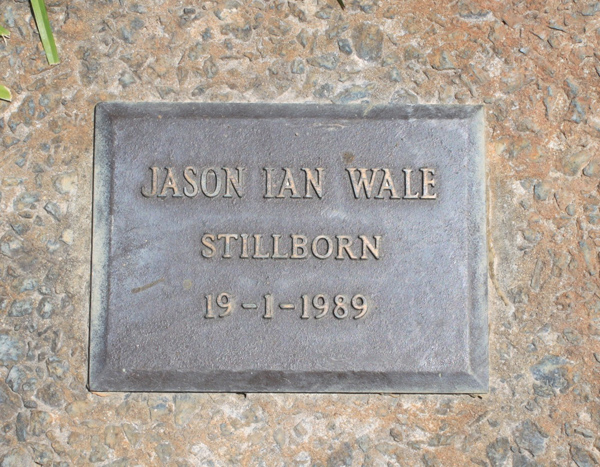 JASON IAN WALE
STILLBORN
19-1-1989